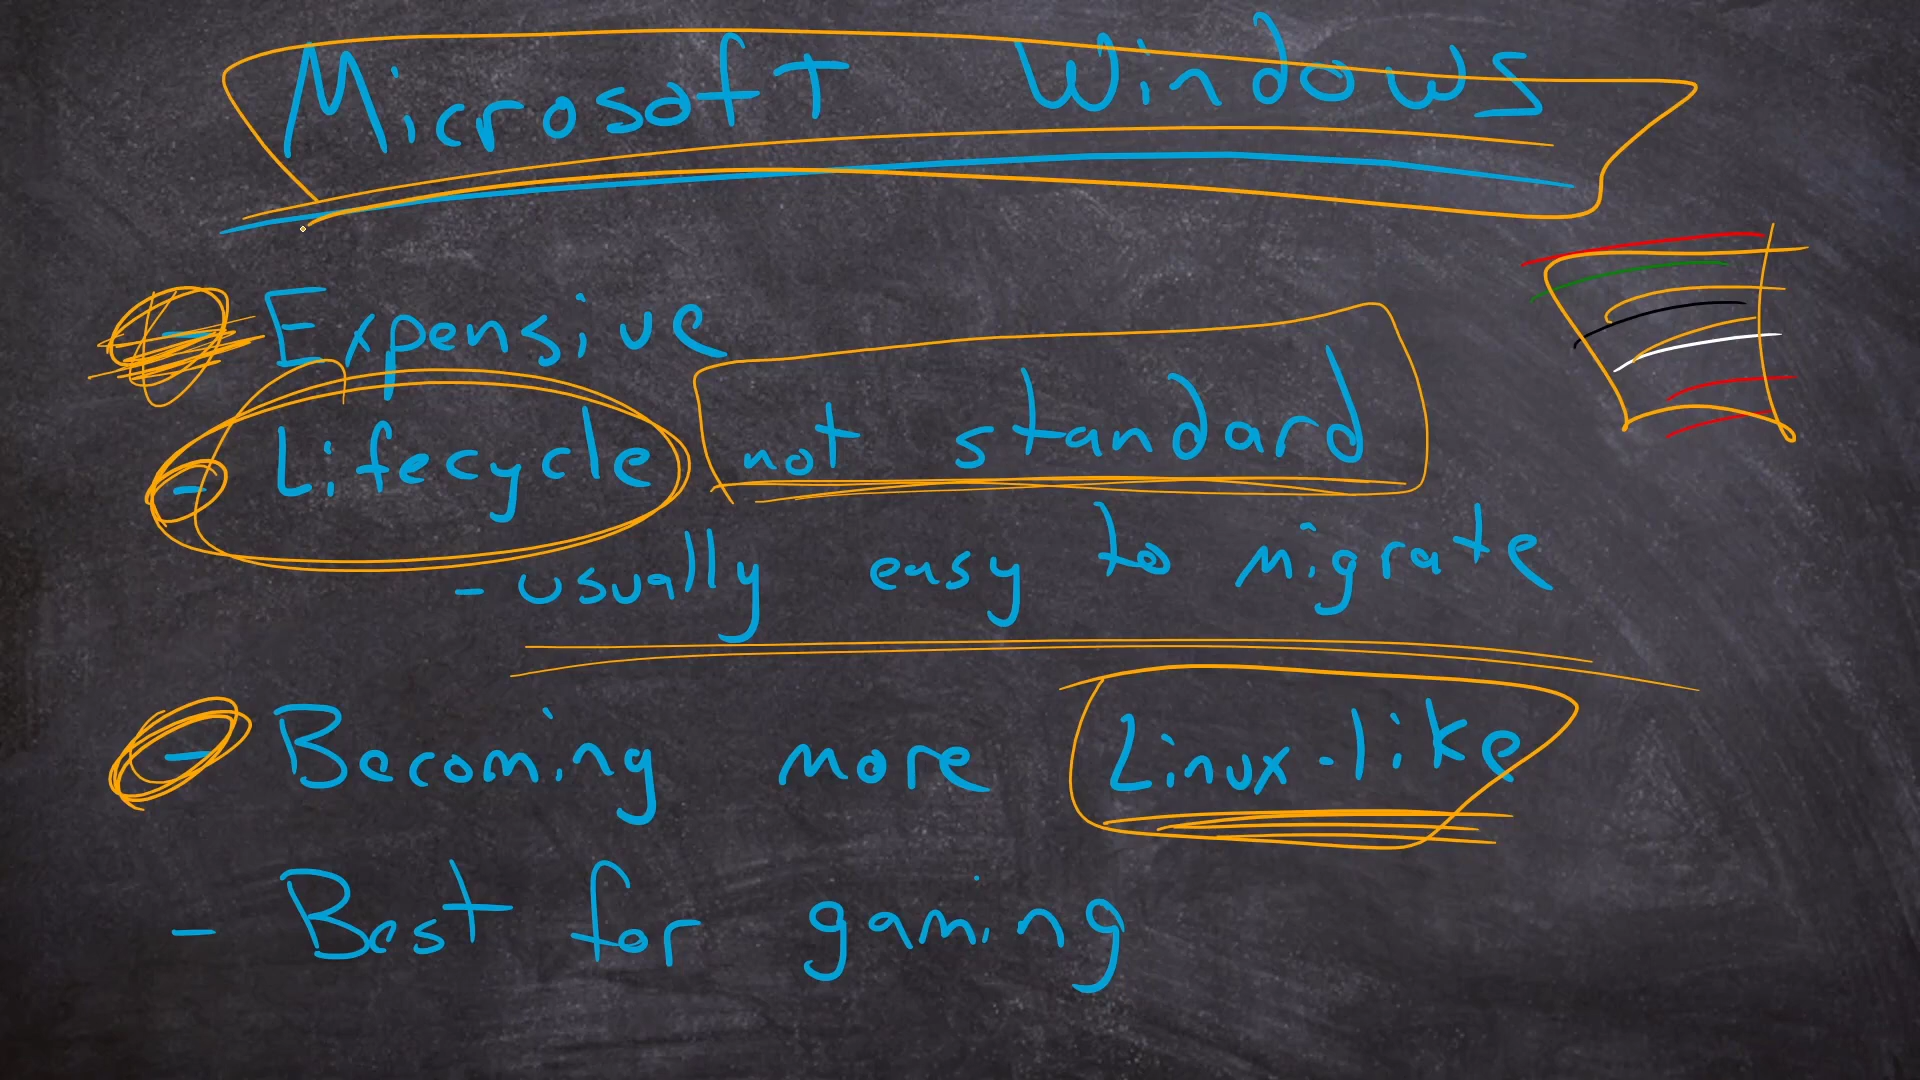 Microsoft Windows
- Expensive
- Lifecycle not standard
- usually easy to migrate
- Becoming more Linux-like
- Best for gaming